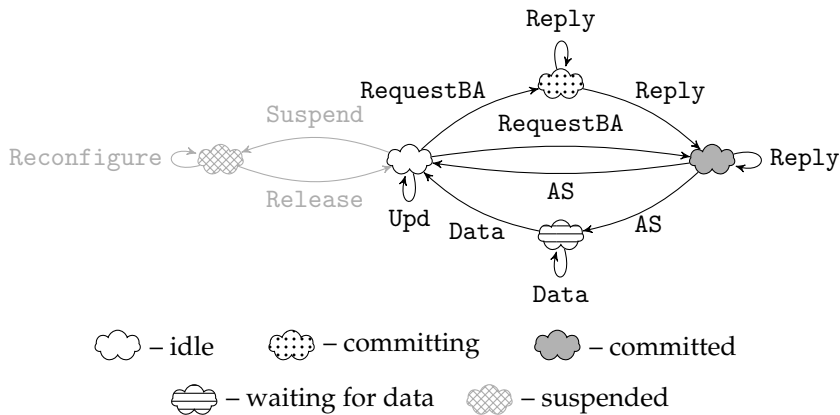 Reply
RequestBA
Reply
Suspend
RequestBA
Reconfigure
Reply
AS
Release
Upd
Data
AS
Data
– idle
– committing
– committed
– waiting for data
– suspended